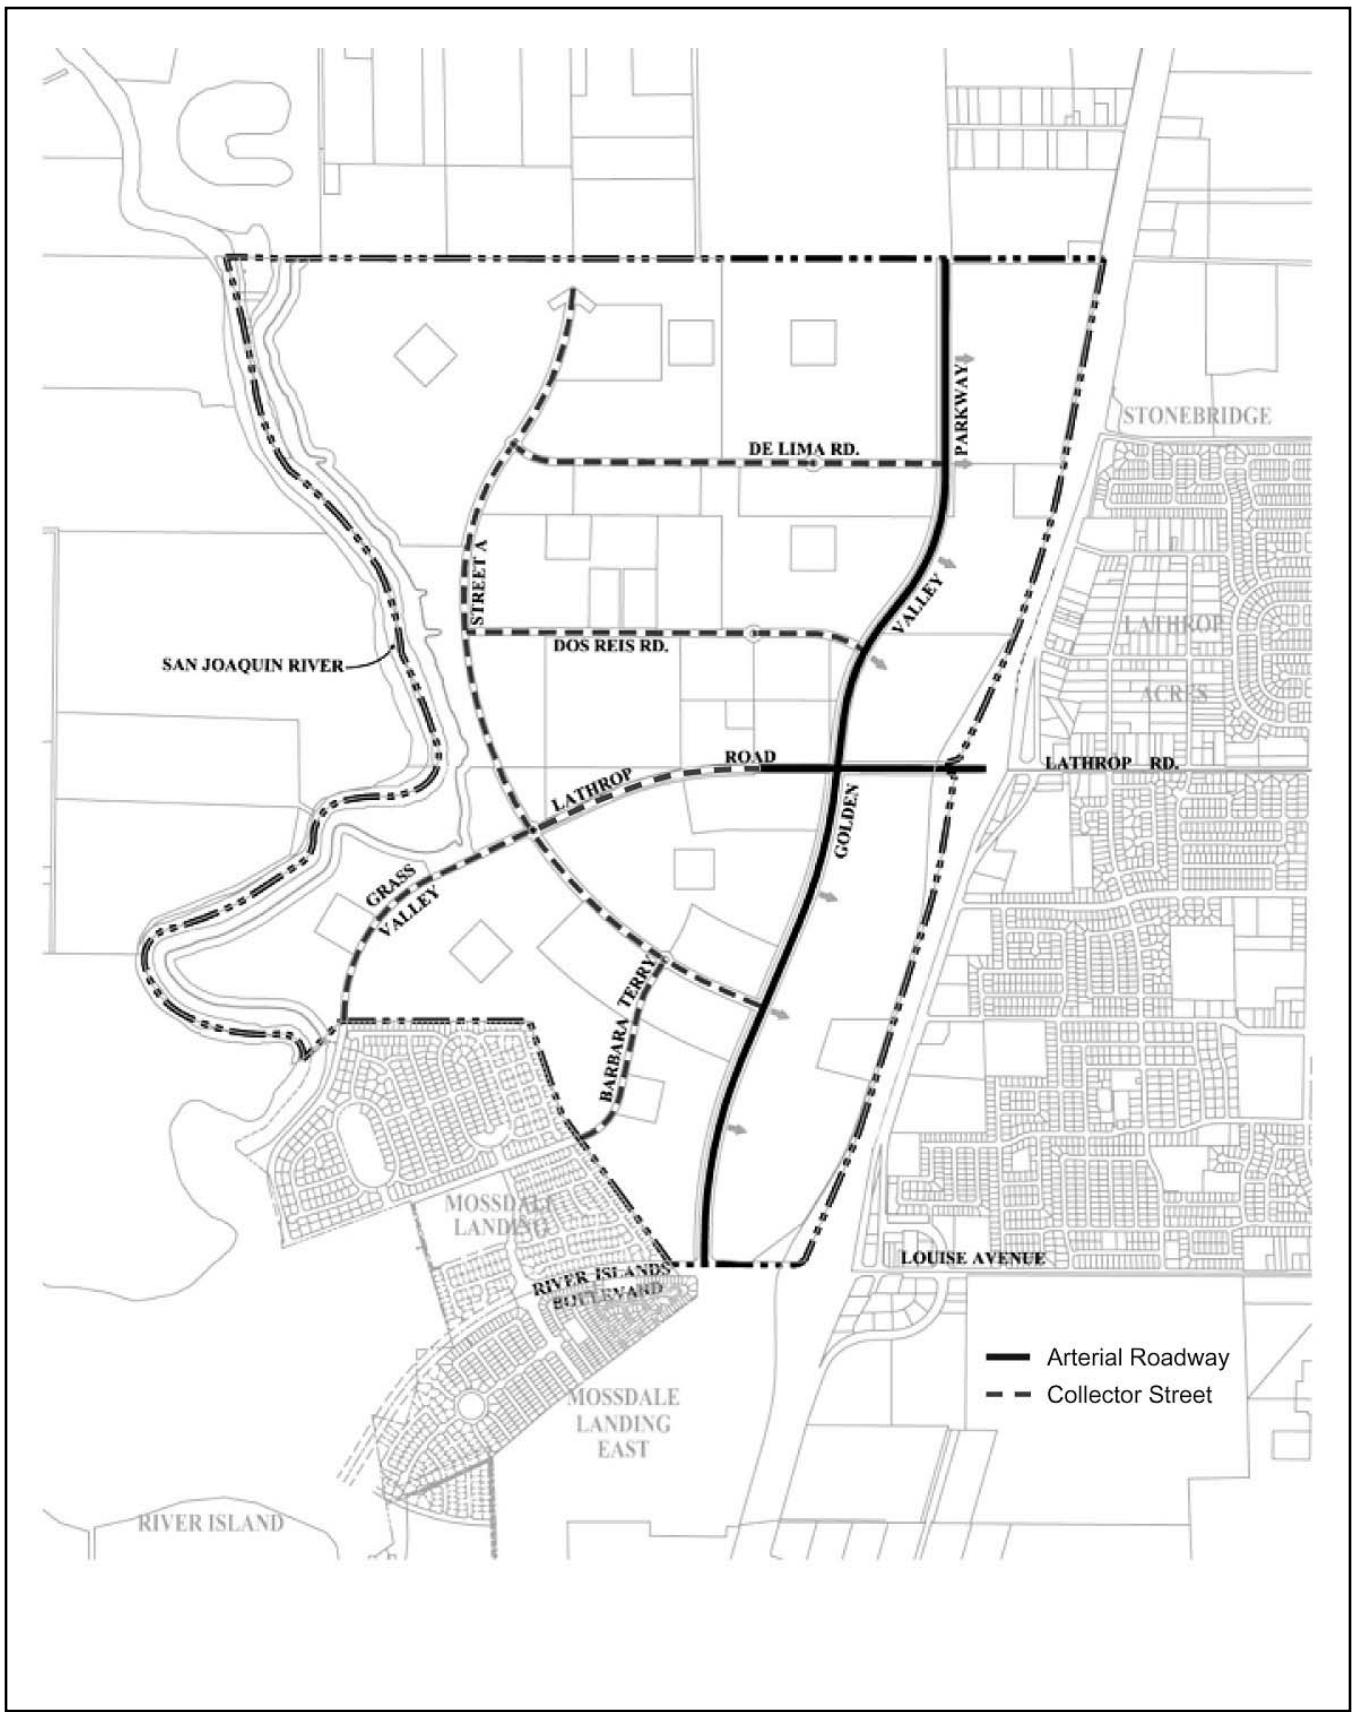 STONEBRIDGE
PARKWAY
DE LIMA RD.
STREET A
VALLEY
LATHROP
ACRES
DOS REIS RD.
SAN JOAQUIN RIVER
ROAD
LATHROP RD.
LATHROP
GOLDEN
GRASS
VALLEY
BARBARA TERRY
MOSSDALE
LANDING
LOUISE AVENUE
RIVER ISLANDS
BOULEVARD
Arterial Roadway
Collector Street
MOSSDALE
LANDING
EAST
RIVER ISLAND